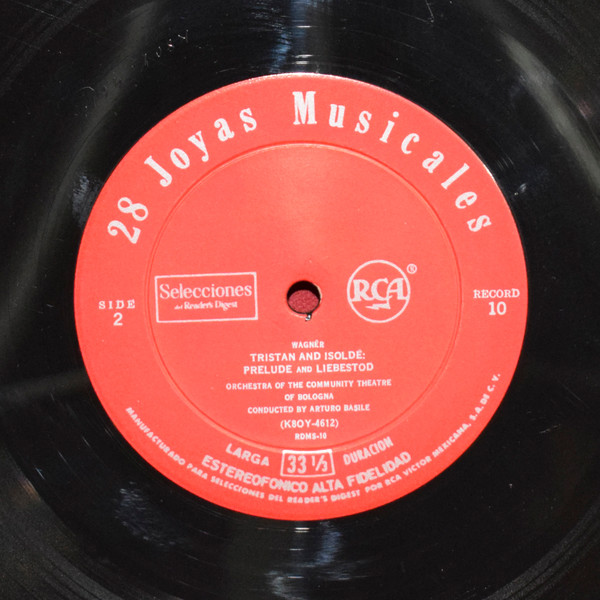 28 Joyas Musicales
Selecciones
del Reader's Digest
RCA
®
SIDE
2
RECORD
10
WAGNER
TRISTAN AND ISOLDE:
PRELUDE AND LIEBESTOD
ORCHESTRA OF THE COMMUNITY THEATRE
OF BOLOGNA
CONDUCTED BY ARTURO BASILE
(K8OY-4612)
RDMS-10
LARGA 33 1/3 DURACION
ESTEREOFONICO ALTA FIDELIDAD
MANUFACTURADO PARA SELECCIONES DEL READER'S DIGEST POR RCA VICTOR MEXICANA, S.A. DE C.V.